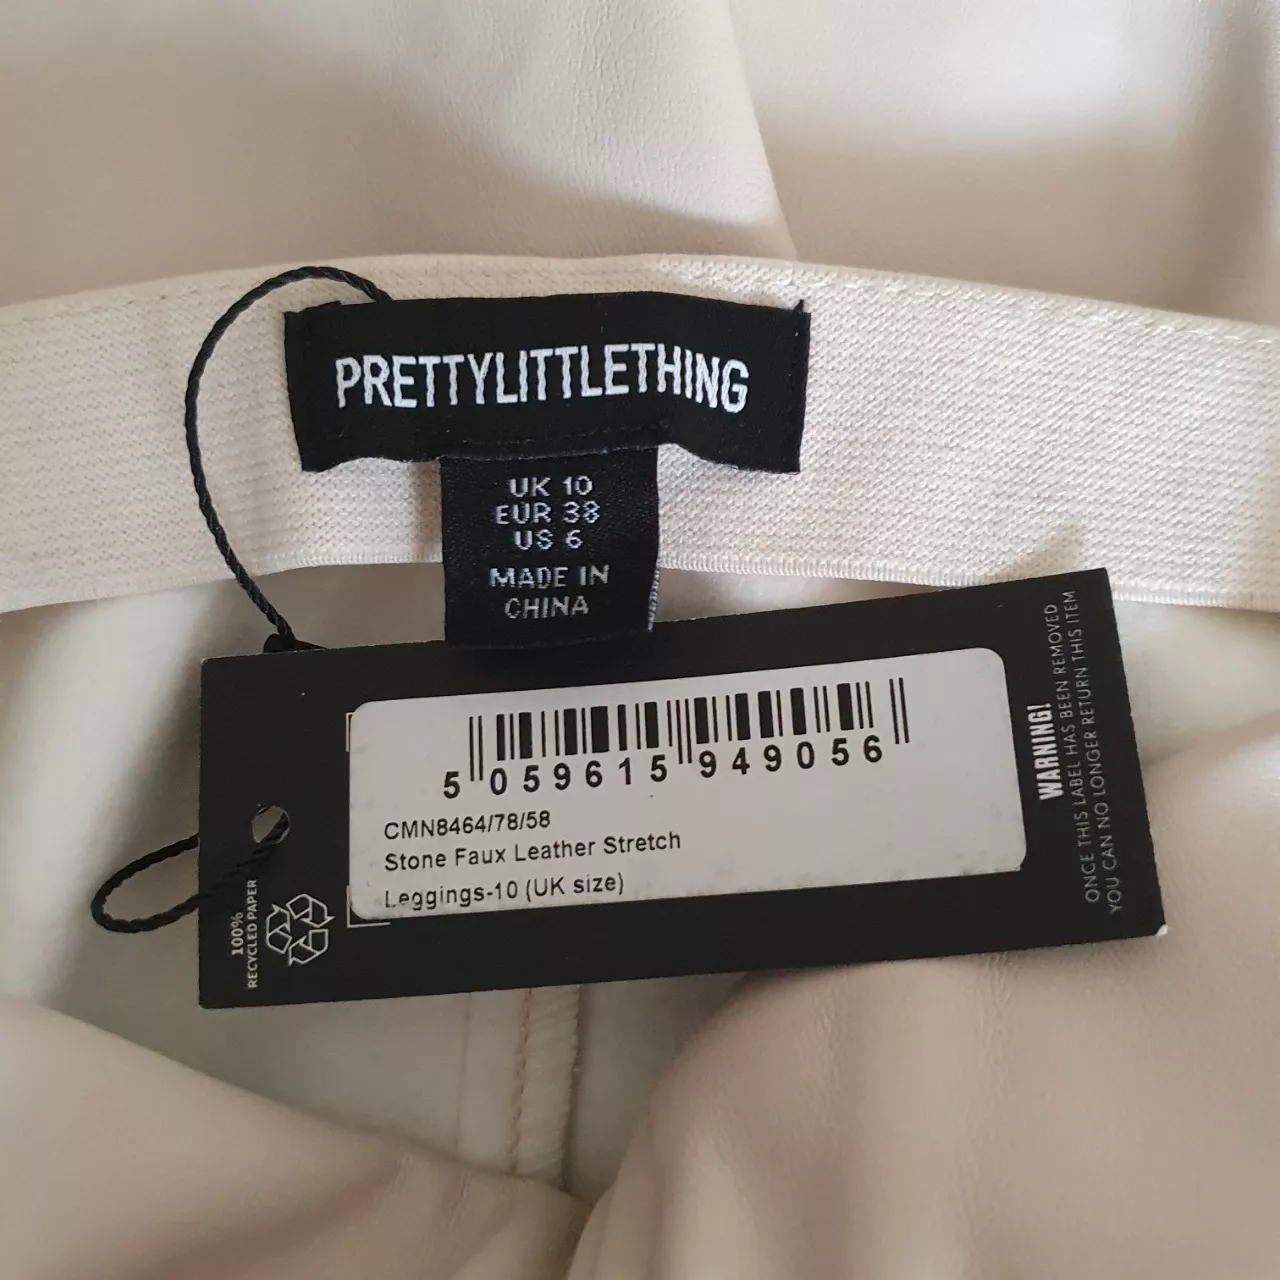 PRETTYLITTLETHING
UK 10
EUR 38
US 6
MADE IN
CHINA
5 059615 949056
CMN8464/78/58
Stone Faux Leather Stretch
Leggings-10 (UK size)
WARNING!
ONCE THIS LABEL HAS BEEN REMOVED
YOU CAN NO LONGER RETURN THIS ITEM
100%
RECYCLED PAPER